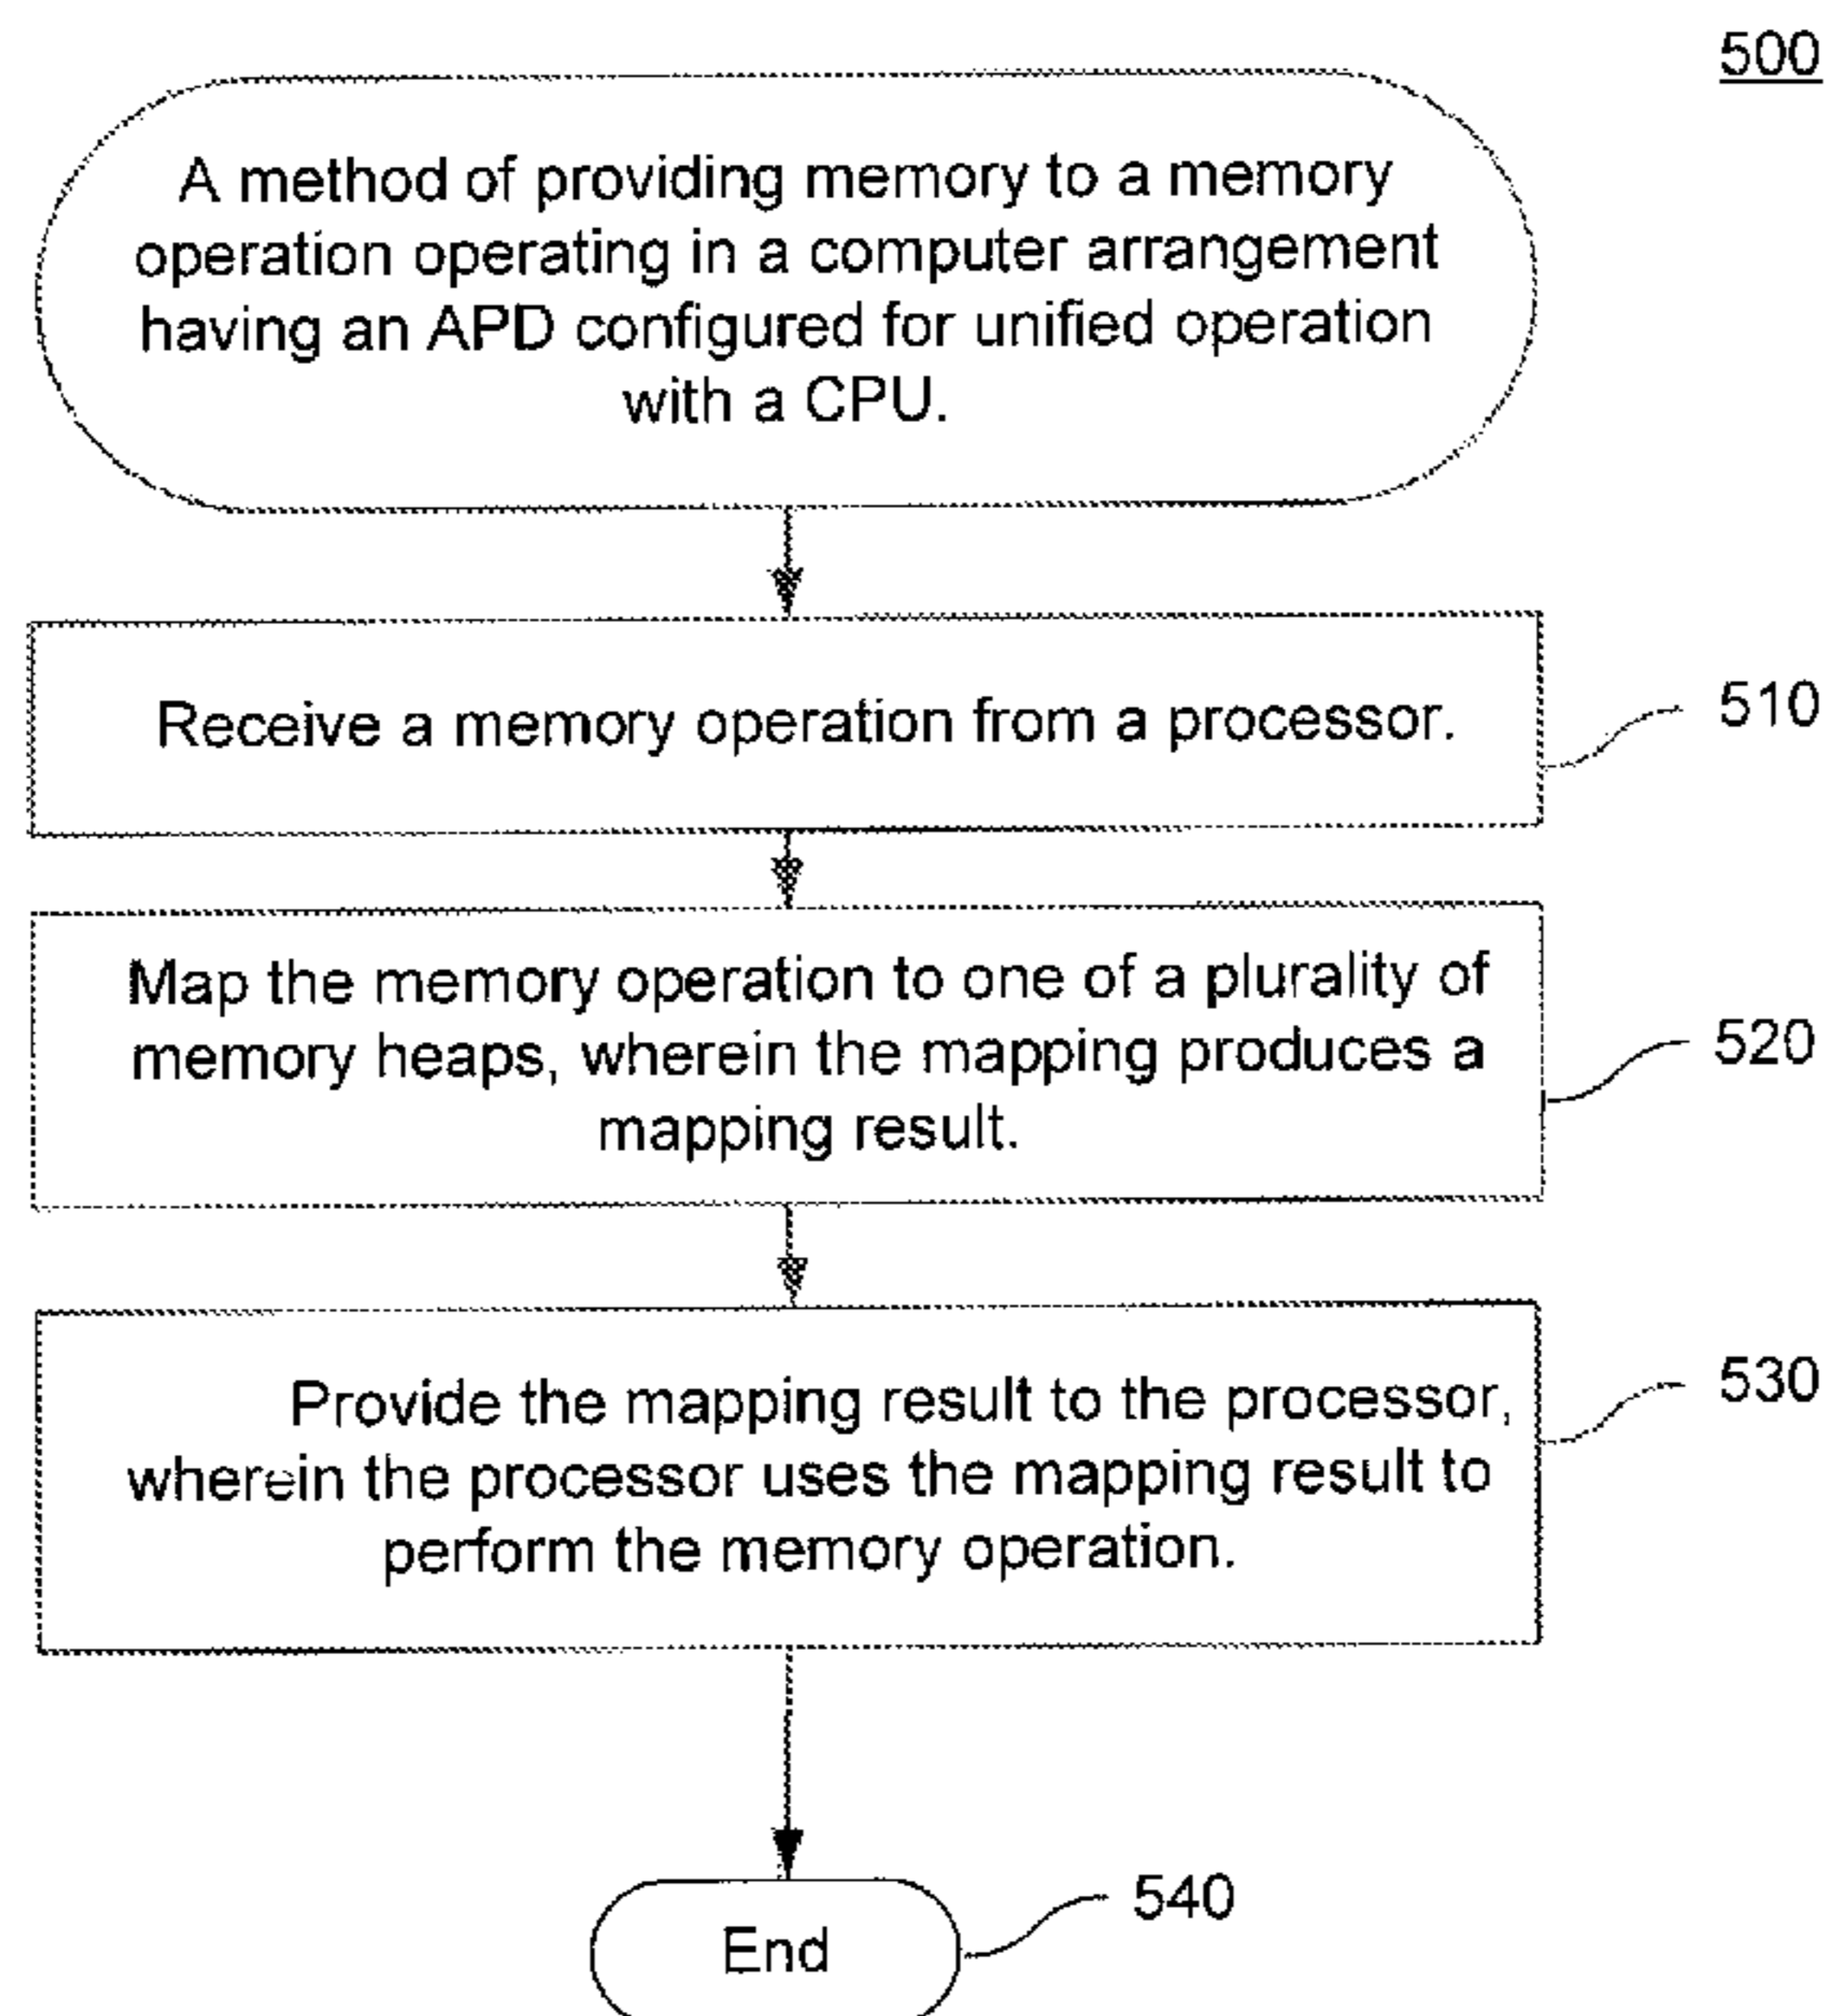 500
A method of providing memory to a memory
operation operating in a computer arrangement
having an APD configured for unified operation
with a CPU.
Receive a memory operation from a processor.
510
Map the memory operation to one of a plurality of
memory heaps, wherein the mapping produces a
mapping result.
520
Provide the mapping result to the processor,
wherein the processor uses the mapping result to
perform the memory operation.
530
End
540